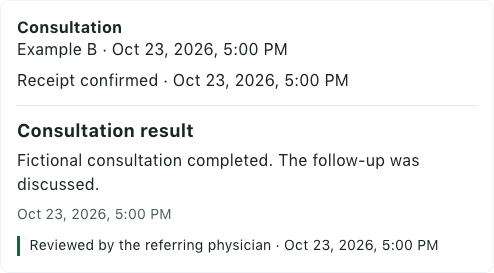 Consultation
Example B · Oct 23, 2026, 5:00 PM
Receipt confirmed · Oct 23, 2026, 5:00 PM
Consultation result
Fictional consultation completed. The follow-up was
discussed.
Oct 23, 2026, 5:00 PM
Reviewed by the referring physician · Oct 23, 2026, 5:00 PM